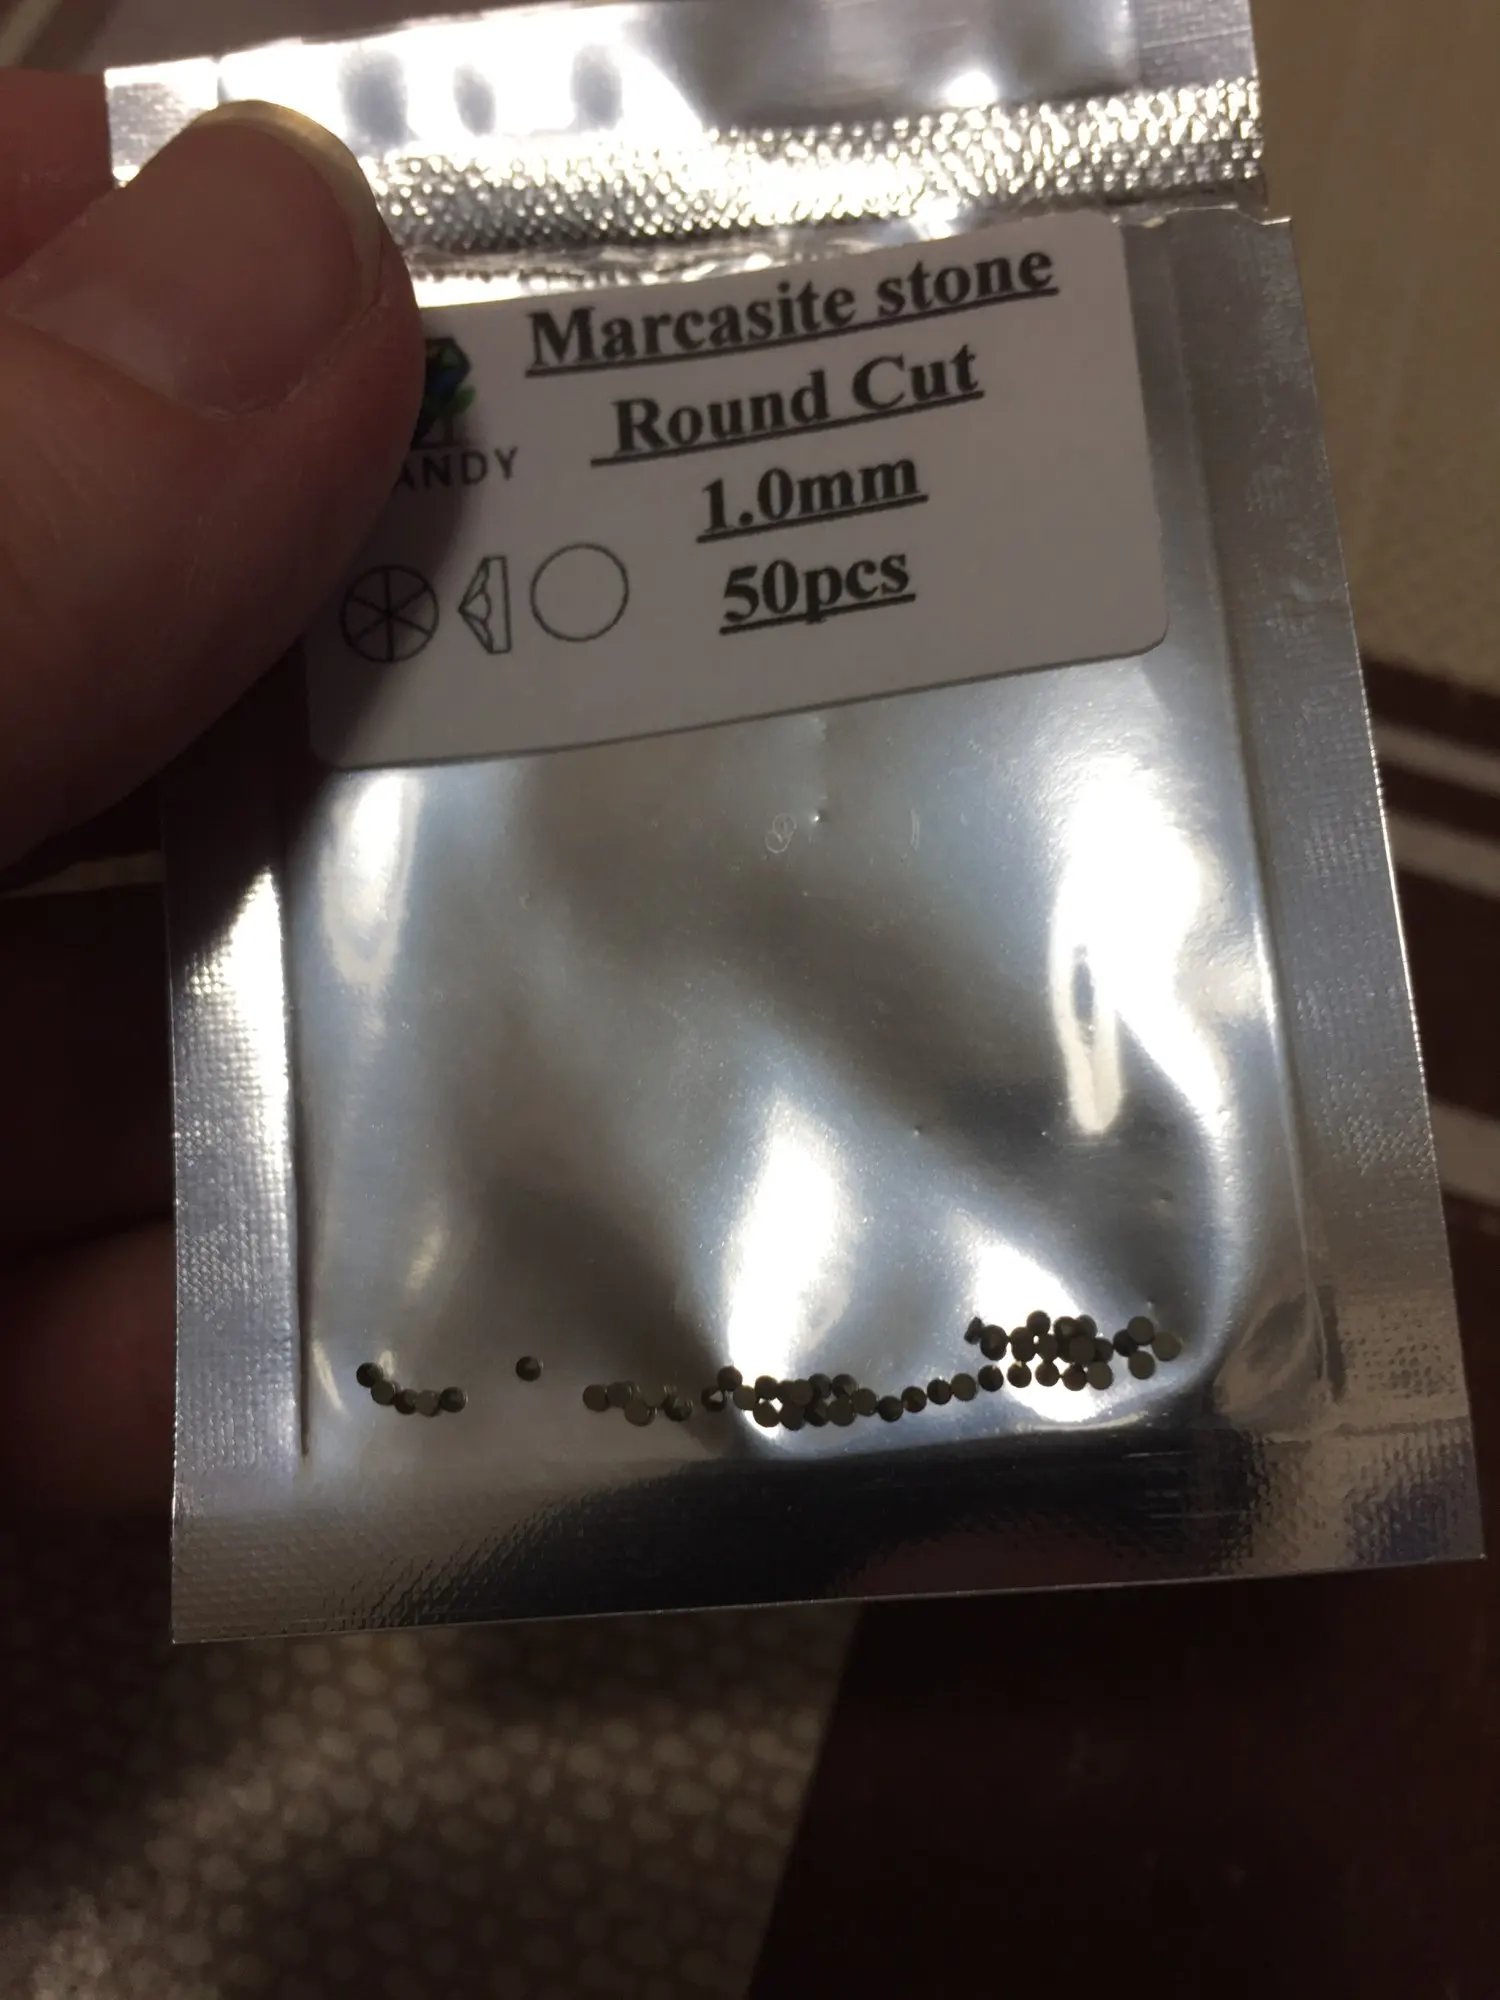 Marcasite stone
Round Cut
ANDY
1.0mm
50pcs